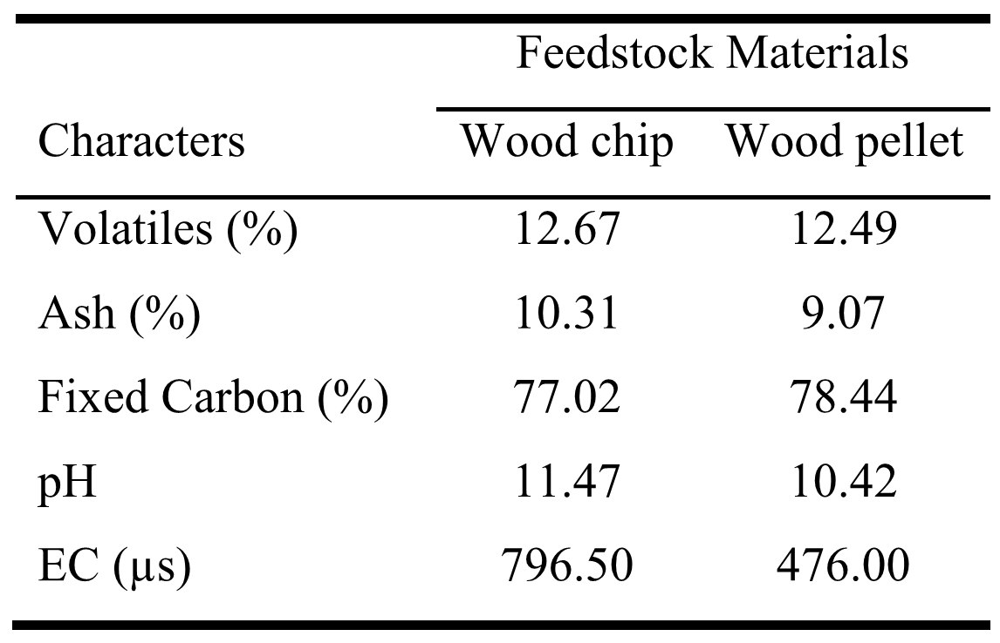 Feedstock Materials
Characters Wood chip Wood pellet
Volatiles (%) 12.67 12.49
Ash (%) 10.31 9.07
Fixed Carbon (%) 77.02 78.44
pH 11.47 10.42
EC (µs) 796.50 476.00